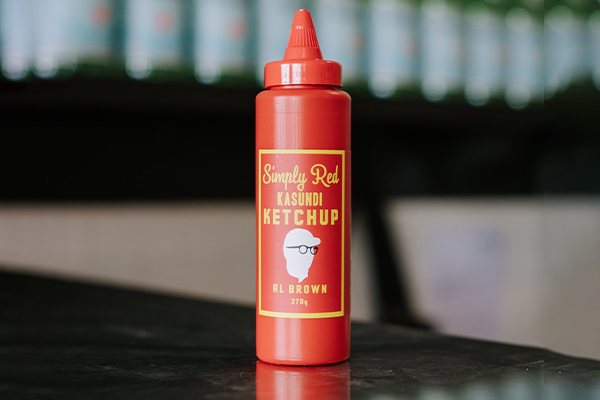 Simply Red
KASUNDI
KETCHUP
AL BROWN
270g